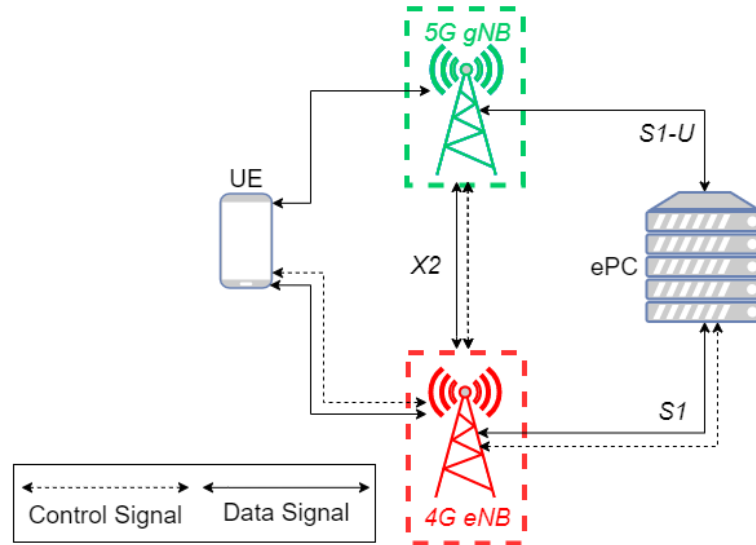 5G gNB
S1-U
UE
X2
ePC
S1
4G eNB
Control Signal
Data Signal